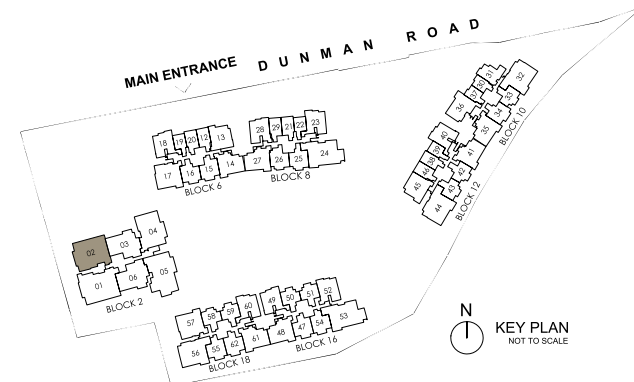 DUNMAN ROAD
MAIN ENTRANCE
18 19 20 12 13
17 16 15 14
BLOCK 6
28 29 21 22 23
27 26 25 24
BLOCK 8
37 30 31 32
36 35 34 33
BLOCK 10
40 39 38 46 45
41 42 43 44
BLOCK 12
02 03 04
01 06 05
BLOCK 2
57 58 59 60
56 55 62 61
BLOCK 18
49 50 51 52
48 47 54 53
BLOCK 16
N
KEY PLAN
NOT TO SCALE